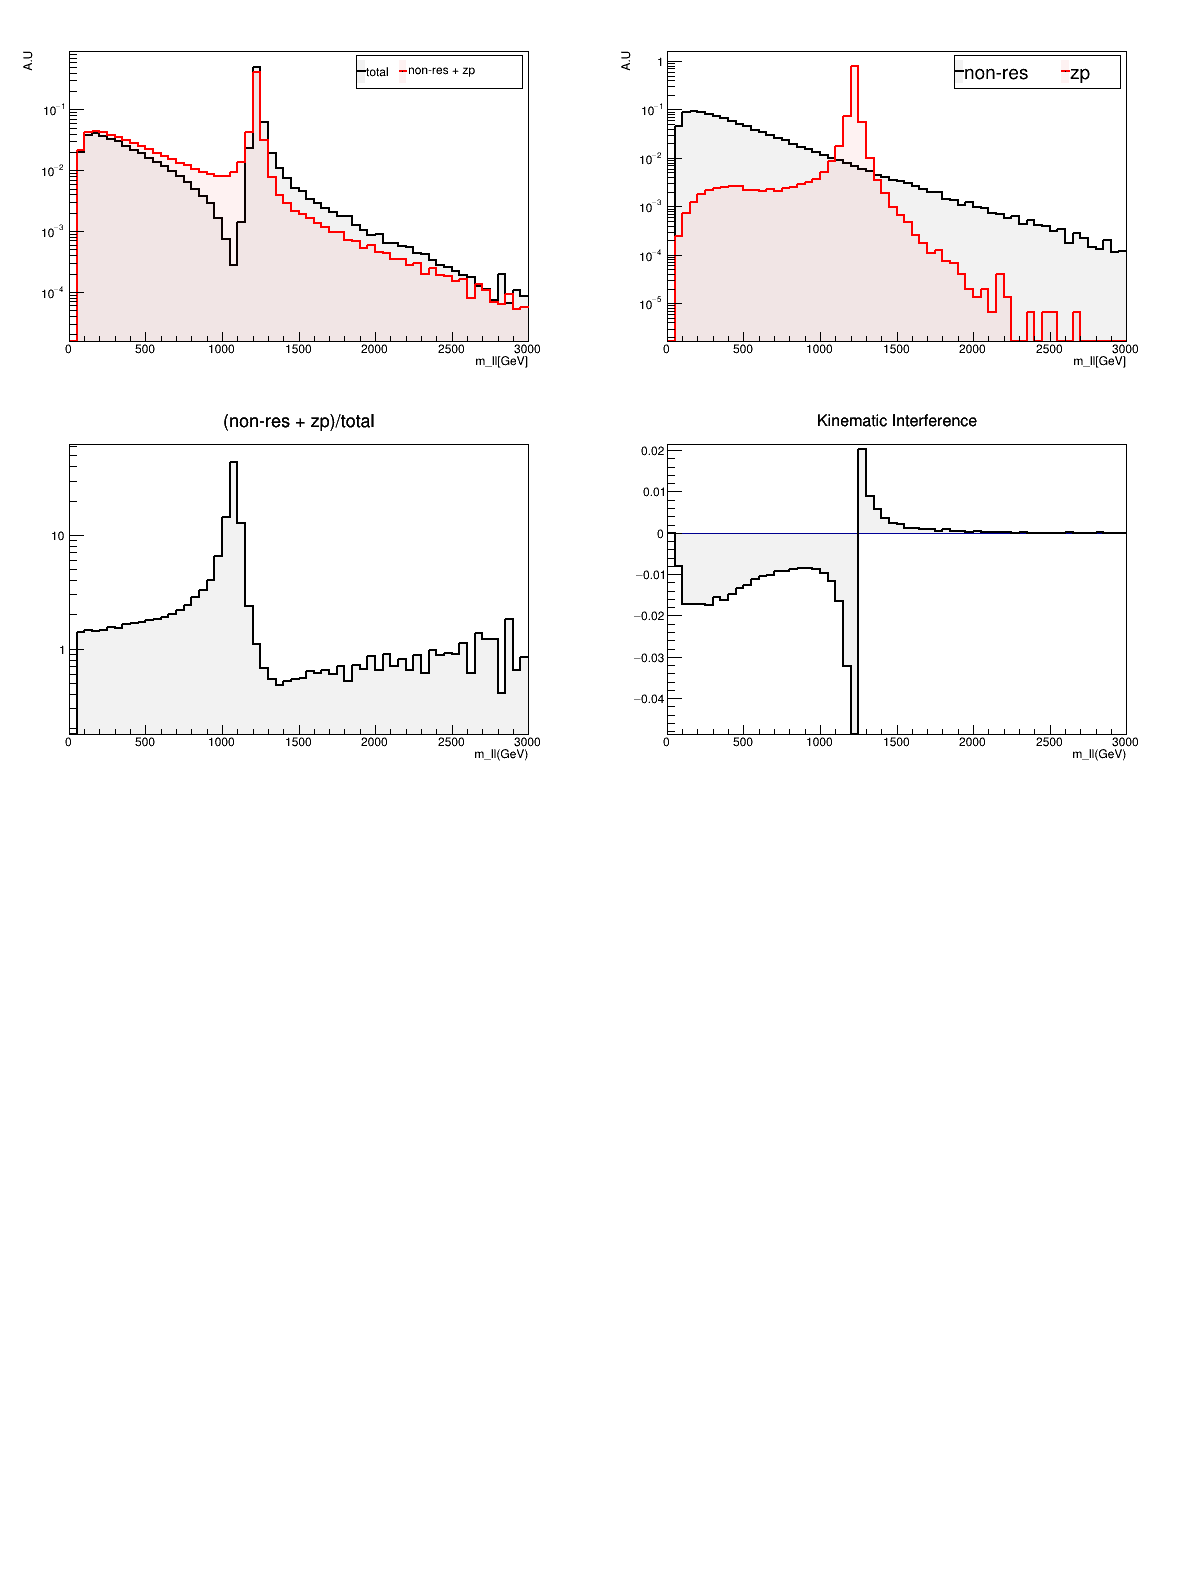 A.U
total non-res + zp
10⁻¹
10⁻²
10⁻³
10⁻⁴
0 500 1000 1500 2000 2500 3000
m_ll[GeV]
A.U
non-res zp
1
10⁻¹
10⁻²
10⁻³
10⁻⁴
10⁻⁵
0 500 1000 1500 2000 2500 3000
m_ll[GeV]
(non-res + zp)/total
10
1
0 500 1000 1500 2000 2500 3000
m_ll(GeV)
Kinematic Interference
0.02
0.01
0
−0.01
−0.02
−0.03
−0.04
0 500 1000 1500 2000 2500 3000
m_ll(GeV)